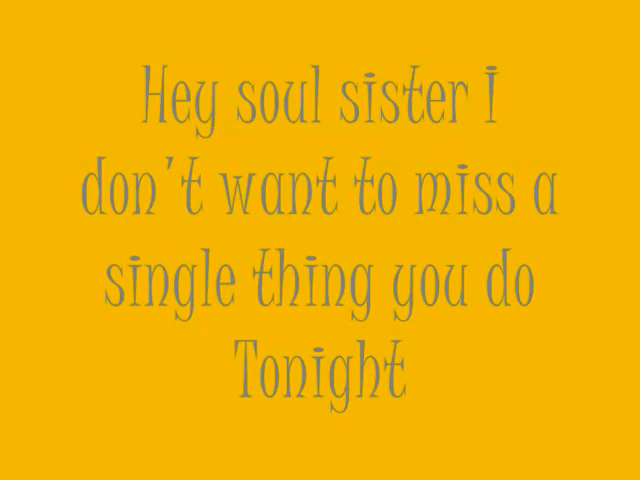 Hey soul sister I
don't want to miss a
single thing you do
Tonight